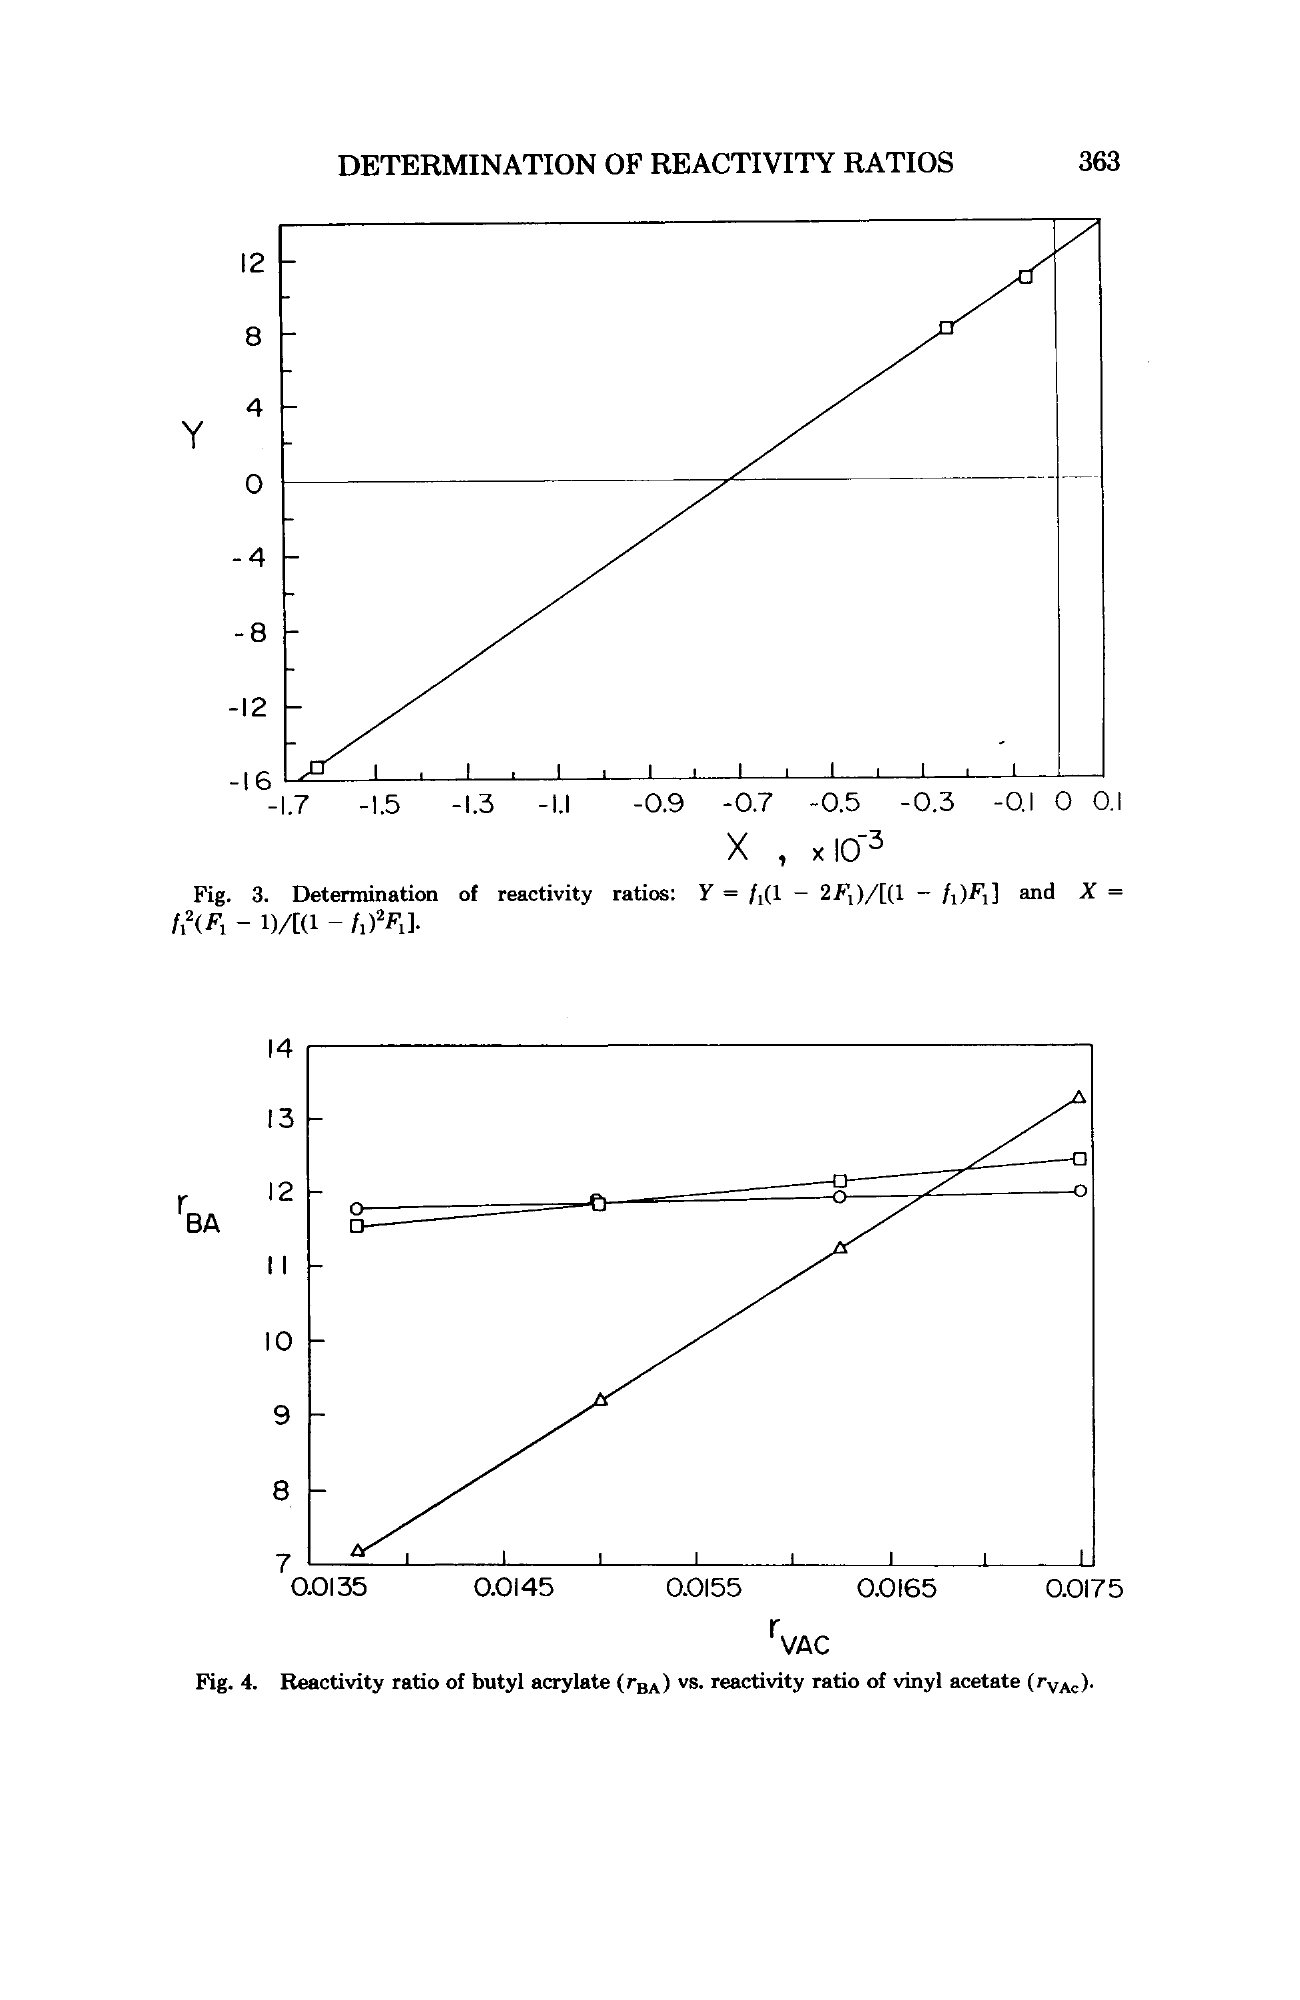 DETERMINATION OF REACTIVITY RATIOS 363
12
8
4
Y
0
-4
-8
-12
-16
-1.7 -1.5 -1.3 -1.1 -0.9 -0.7 -0.5 -0.3 -0.1 0 0.1
X , x10⁻³
Fig. 3. Determination of reactivity ratios: Y = f₁(1 − 2F₁)/[(1 − f₁)F₁] and X =
f₁²(F₁ − 1)/[(1 − f₁)²F₁].
14
13
12
r_BA
11
10
9
8
7
0.0135 0.0145 0.0155 0.0165 0.0175
r_VAC
Fig. 4. Reactivity ratio of butyl acrylate (r_BA) vs. reactivity ratio of vinyl acetate (r_VAc).